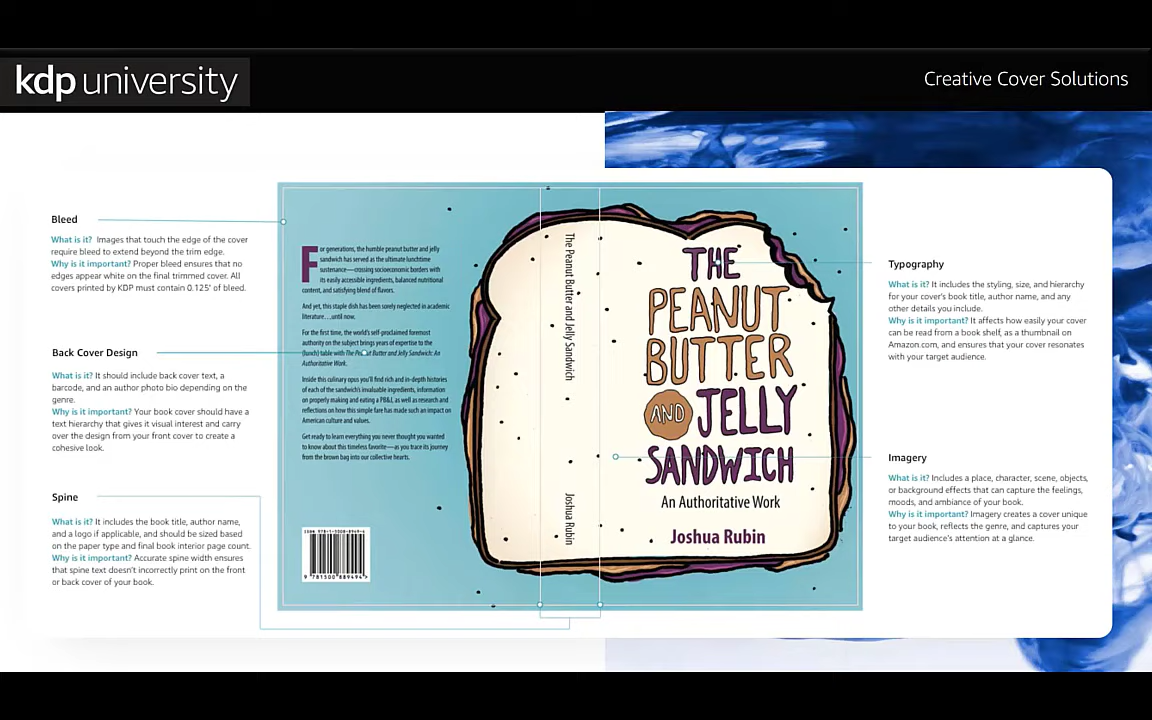 kdp university
Creative Cover Solutions
Bleed
What is it? Images that touch the edge of the cover
require bleed to extend beyond the trim edge.
Why is it important? Proper bleed ensures that no
edges appear white on the final trimmed cover. All
covers printed by KDP must contain 0.125' of bleed.
Back Cover Design
What is it? It should include back cover text, a
barcode, and an author photo bio depending on the
genre.
Why is it important? Your book cover should have a
text hierarchy that gives it visual interest and carry
over the design from your front cover to create a
cohesive look.
Spine
What is it? It includes the book title, author name,
and a logo if applicable, and should be sized based
on the paper type and final book interior page count.
Why is it important? Accurate spine width ensures
that spine text doesn't incorrectly print on the front
or back cover of your book.
For generations, the humble peanut butter and jelly
sandwich has served as the ultimate lunchtime
sustenance—crossing socioeconomic borders with
its easily accessible ingredients, balanced nutritional
content, and satisfying blend of flavors.
And yet, this staple dish has been sorely neglected in academic
literature...until now.
For the first time, the world's self-proclaimed foremost
authority on the subject brings years of expertise to the
(lunch) table with The Peanut Butter and Jelly Sandwich: An
Authoritative Work.
Inside this culinary opus you'll find rich and in-depth histories
of each of the sandwich's invaluable ingredients, information
on properly making and eating a PB&J, as well as research and
reflections on how this simple fare has made such an impact on
American culture and values.
Get ready to learn everything you never thought you wanted
to know about this timeless favorite—as you trace its journey
from the brown bag into our collective hearts.
ISBN 978-1-5008-8949-4
9 781500 889494
The Peanut Butter and Jelly Sandwich
Joshua Rubin
THE
PEANUT
BUTTER
AND JELLY
SANDWICH
An Authoritative Work
Joshua Rubin
Typography
What is it? It includes the styling, size, and hierarchy
for your cover's book title, author name, and any
other details you include.
Why is it important? It affects how easily your cover
can be read from a book shelf, as a thumbnail on
Amazon.com, and ensures that your cover resonates
with your target audience.
Imagery
What is it? Includes a place, character, scene, objects,
or background effects that can capture the feelings,
moods, and ambiance of your book.
Why is it important? Imagery creates a cover unique
to your book, reflects the genre, and captures your
target audience's attention at a glance.